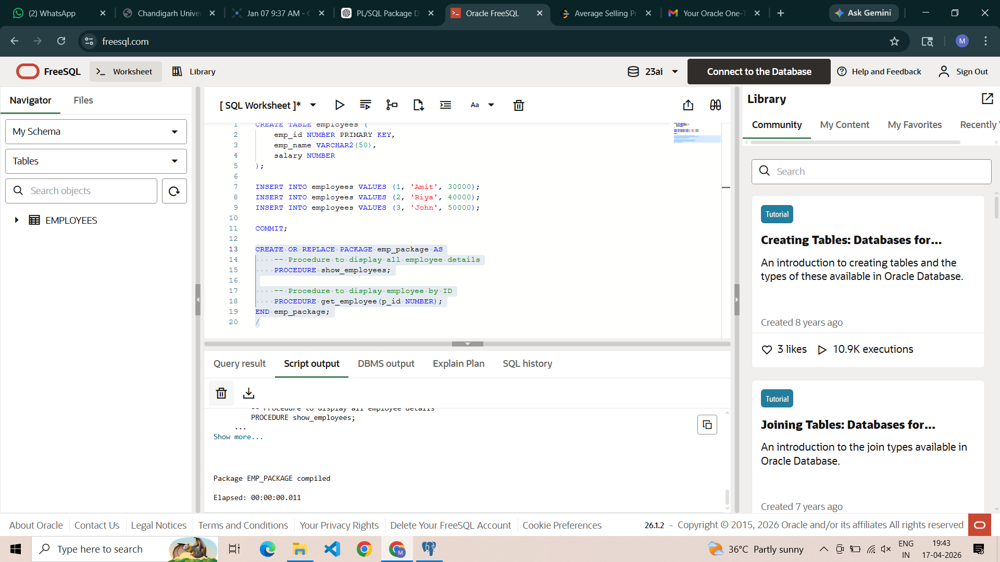 (2) WhatsApp
Chandigarh Univer
Jan 07 9:37 AM - C
PL/SQL Package D
Oracle FreeSQL
Average Selling Pr
Your Oracle One-T
Ask Gemini
freesql.com
M
FreeSQL
Worksheet
Library
23ai
Connect to the Database
Help and Feedback
Sign Out
Navigator
Files
My Schema
Tables
Search objects
EMPLOYEES
[ SQL Worksheet ]*
Aa
1 CREATE TABLE employees (
2 emp_id NUMBER PRIMARY KEY,
3 emp_name VARCHAR2(50),
4 salary NUMBER
5 );
6
7 INSERT INTO employees VALUES (1, 'Amit', 30000);
8 INSERT INTO employees VALUES (2, 'Riya', 40000);
9 INSERT INTO employees VALUES (3, 'John', 50000);
10
11 COMMIT;
12
13 CREATE OR REPLACE PACKAGE emp_package AS
14 -- Procedure to display all employee details
15 PROCEDURE show_employees;
16
17 -- Procedure to display employee by ID
18 PROCEDURE get_employee(p_id NUMBER);
19 END emp_package;
20 /
Query result
Script output
DBMS output
Explain Plan
SQL history
-- Procedure to display all employee details
PROCEDURE show_employees;
...
Show more...
Package EMP_PACKAGE compiled
Elapsed: 00:00:00.011
Library
Community
My Content
My Favorites
Recently V
Search
Tutorial
Creating Tables: Databases for...
An introduction to creating tables and the
types of these available in Oracle Database.
Created 8 years ago
3 likes
10.9K executions
Tutorial
Joining Tables: Databases for...
An introduction to the join types available in
Oracle Database.
Created 7 years ago
About Oracle
Contact Us
Legal Notices
Terms and Conditions
Your Privacy Rights
Delete Your FreeSQL Account
Cookie Preferences
26.1.2 - Copyright © 2015, 2026 Oracle and/or its affiliates All rights reserved
Type here to search
M
36°C Partly sunny
ENG
IN
19:43
17-04-2026